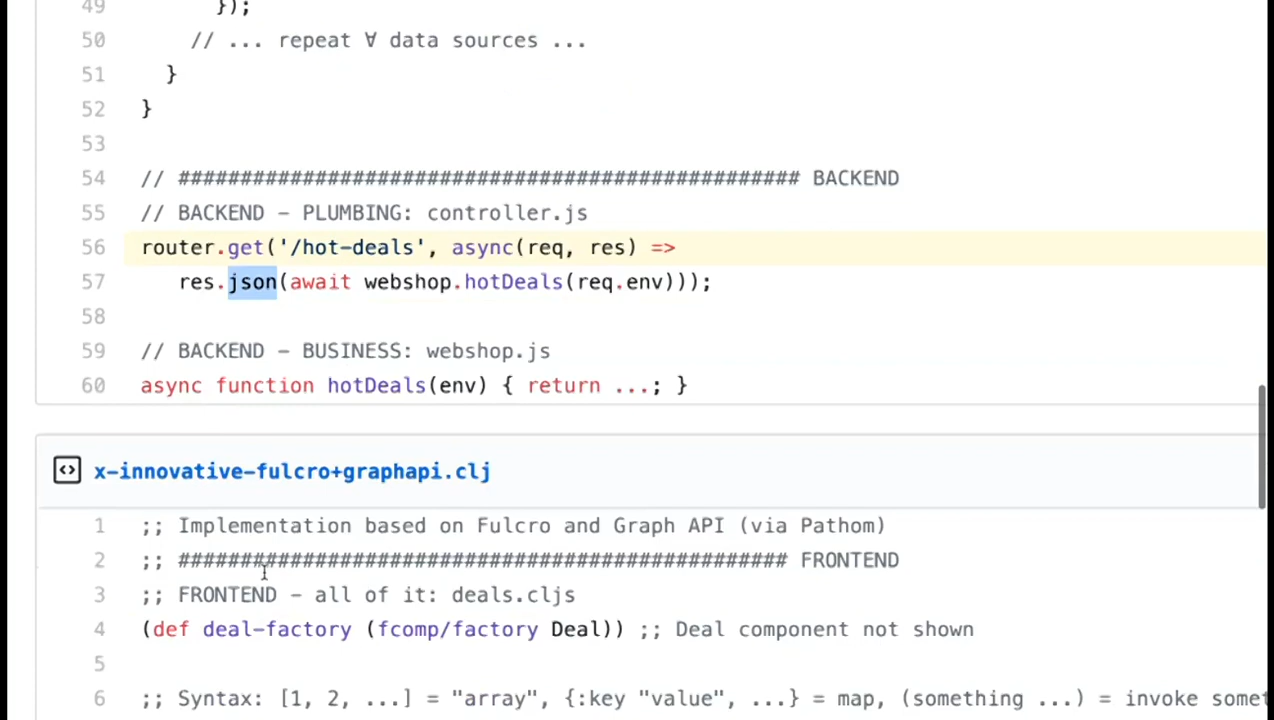 49 });
50 // ... repeat ∀ data sources ...
51 }
52 }
53
54 // ################################################## BACKEND
55 // BACKEND - PLUMBING: controller.js
56 router.get('/hot-deals', async(req, res) =>
57 res.json(await webshop.hotDeals(req.env)));
58
59 // BACKEND - BUSINESS: webshop.js
60 async function hotDeals(env) { return ...; }
x-innovative-fulcro+graphapi.clj
1 ;; Implementation based on Fulcro and Graph API (via Pathom)
2 ;; ################################################# FRONTEND
3 ;; FRONTEND - all of it: deals.cljs
4 (def deal-factory (fcomp/factory Deal)) ;; Deal component not shown
5
6 ;; Syntax: [1, 2, ...] = "array", {:key "value", ...} = map, (something ...) = invoke somet